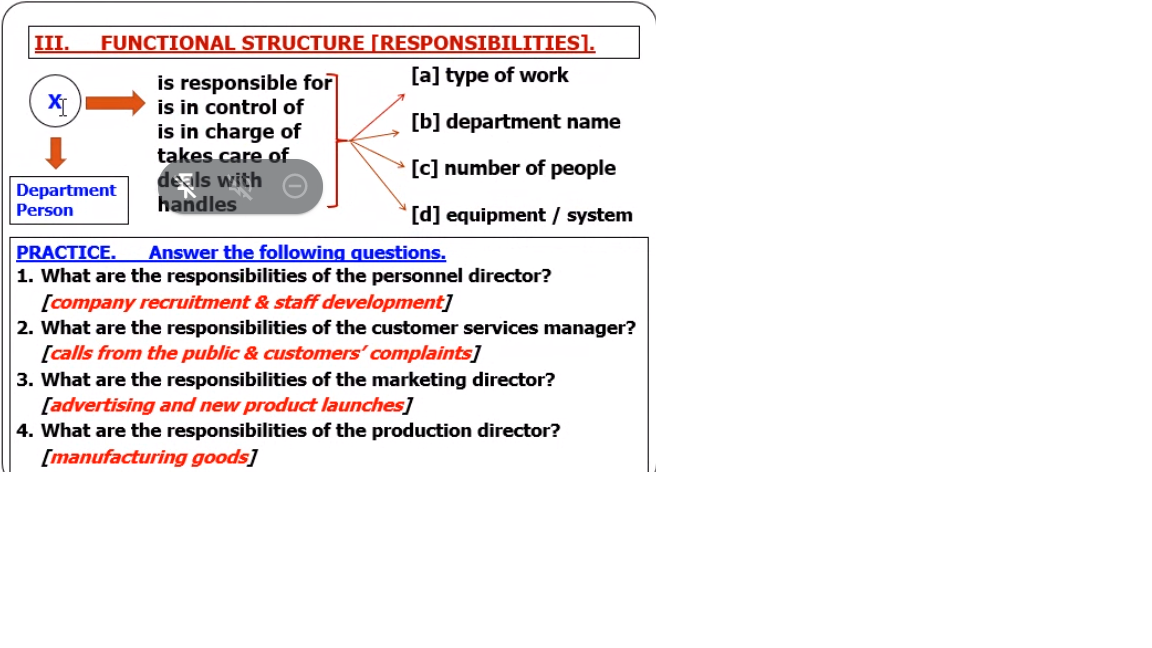 III. FUNCTIONAL STRUCTURE [RESPONSIBILITIES].
X
Department
Person
is responsible for
is in control of
is in charge of
takes care of
deals with
handles
[a] type of work
[b] department name
[c] number of people
[d] equipment / system
PRACTICE. Answer the following questions.
1. What are the responsibilities of the personnel director?
[company recruitment & staff development]
2. What are the responsibilities of the customer services manager?
[calls from the public & customers’ complaints]
3. What are the responsibilities of the marketing director?
[advertising and new product launches]
4. What are the responsibilities of the production director?
[manufacturing goods]